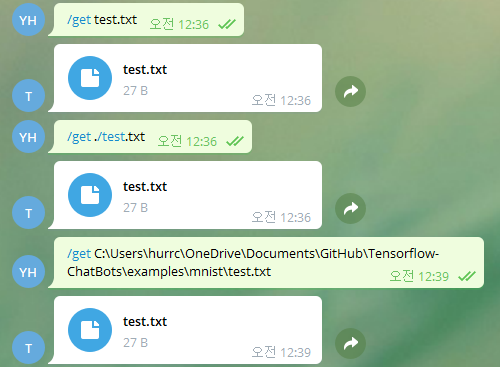 YH
/get test.txt 오전 12:36
T
test.txt
27 B
오전 12:36
YH
/get ./test.txt 오전 12:36
T
test.txt
27 B
오전 12:36
YH
/get C:\Users\hurrc\OneDrive\Documents\GitHub\Tensorflow-
ChatBots\examples\mnist\test.txt
오전 12:39
T
test.txt
27 B
오전 12:39